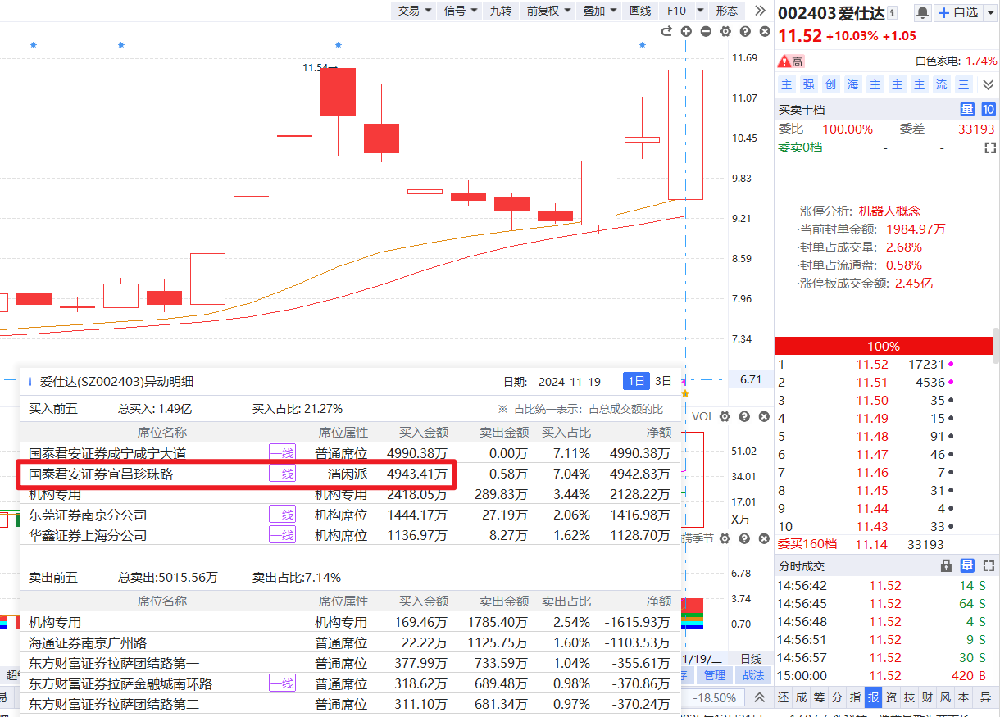 交易 信号 九转 前复权 叠加 画线 F10 形态
002403 爱仕达 自选
11.52 +10.03% +1.05
高 白色家电: 1.74%
主 强 创 海 主 主 主 流 三
买卖十档 量 10
委比 100.00% 委差 33193
委卖0档 - -
涨停分析: 机器人概念
·当前封单金额: 1984.97万
·封单占成交量: 2.68%
·封单占流通盘: 0.58%
·涨停板成交金额: 2.45亿
100%
1 11.52 17231
2 11.51 4536
3 11.50 35
4 11.49 15
5 11.48 91
6 11.47 46
7 11.46 7
8 11.45 31
9 11.44 4
10 11.43 33
委买160档 11.14 33193
分时成交 量
14:56:42 11.52 14 S
14:56:45 11.52 64 S
14:56:48 11.52 4 S
14:56:51 11.52 9 S
14:56:57 11.52 30 S
15:00:00 11.52 420 B
还 成 筹 分 指 报 资 技 财 风 本 异
11.54
11.69
11.07
10.45
9.83
9.21
8.59
7.96
7.34
6.71
VOL
51.02
34.01
17.01
X万
捞季节
6.78
3.74
0.70
1/19/二 日线
管理 战法
-18.50%
爱仕达(SZ002403)异动明细 日期: 2024-11-19 1日 3日
买入前五 总买入: 1.49亿 买入占比: 21.27% ※ 占比统一表示: 占总成交额的比
席位名称 席位属性 买入金额 卖出金额 买入占比 净额
国泰君安证券咸宁咸宁大道 一线 普通席位 4990.38万 0.00万 7.11% 4990.38万
国泰君安证券宜昌珍珠路 一线 消闲派 4943.41万 0.58万 7.04% 4942.83万
机构专用 机构专用 2418.05万 289.83万 3.44% 2128.22万
东莞证券南京分公司 一线 机构席位 1444.17万 27.19万 2.06% 1416.98万
华鑫证券上海分公司 一线 机构席位 1136.97万 8.27万 1.62% 1128.70万
卖出前五 总卖出:5015.56万 卖出占比:7.14%
席位名称 席位属性 买入金额 卖出金额 卖出占比 净额
机构专用 机构专用 169.46万 1785.40万 2.54% -1615.93万
海通证券南京广州路 普通席位 22.22万 1125.75万 1.60% -1103.53万
东方财富证券拉萨团结路第一 普通席位 377.99万 733.59万 1.04% -355.61万
东方财富证券拉萨金融城南环路 一线 普通席位 318.62万 689.48万 0.98% -370.86万
东方财富证券拉萨团结路第二 普通席位 311.10万 681.34万 0.97% -370.24万